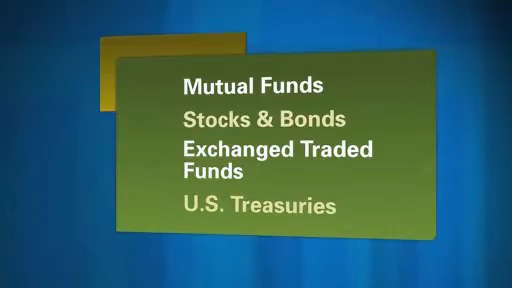 Mutual Funds
Stocks & Bonds
Exchanged Traded
Funds
U.S. Treasuries